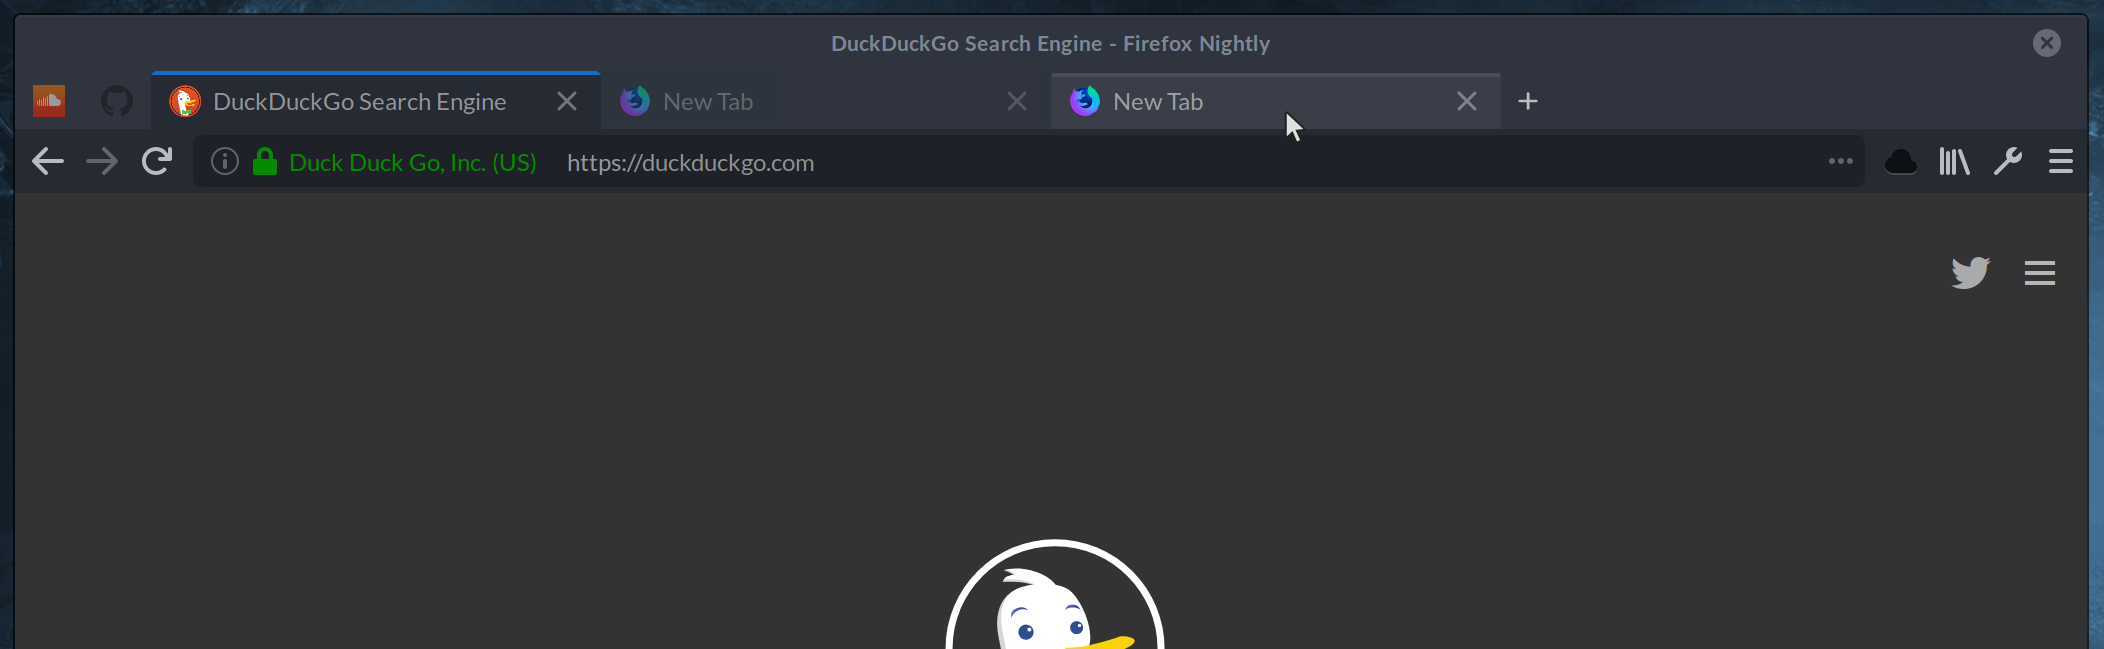 DuckDuckGo Search Engine - Firefox Nightly
DuckDuckGo Search Engine New Tab New Tab
Duck Duck Go, Inc. (US) https://duckduckgo.com